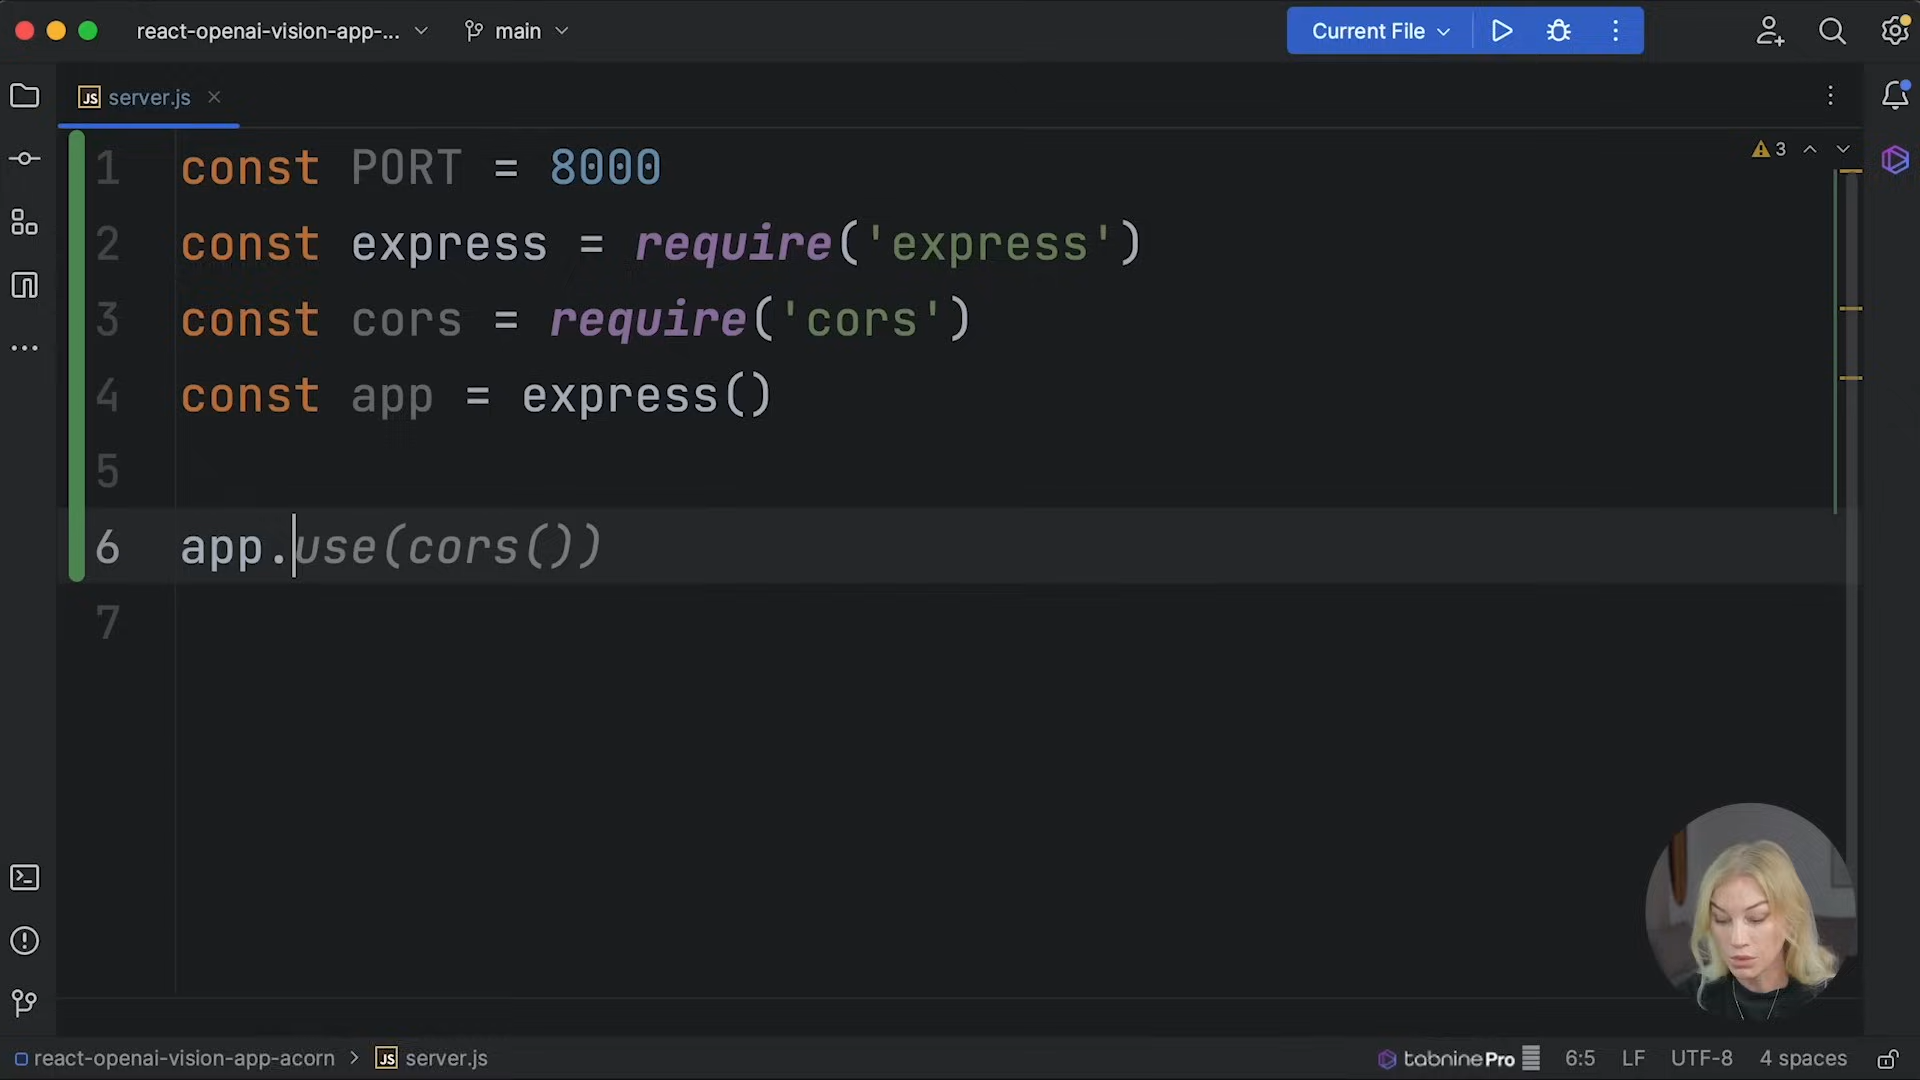 react-openai-vision-app-...
main
Current File
JS server.js
3
1 const PORT = 8000
2 const express = require('express')
3 const cors = require('cors')
4 const app = express()
5
6 app.use(cors())
7
react-openai-vision-app-acorn > JS server.js
tabnine Pro 6:5 LF UTF-8 4 spaces